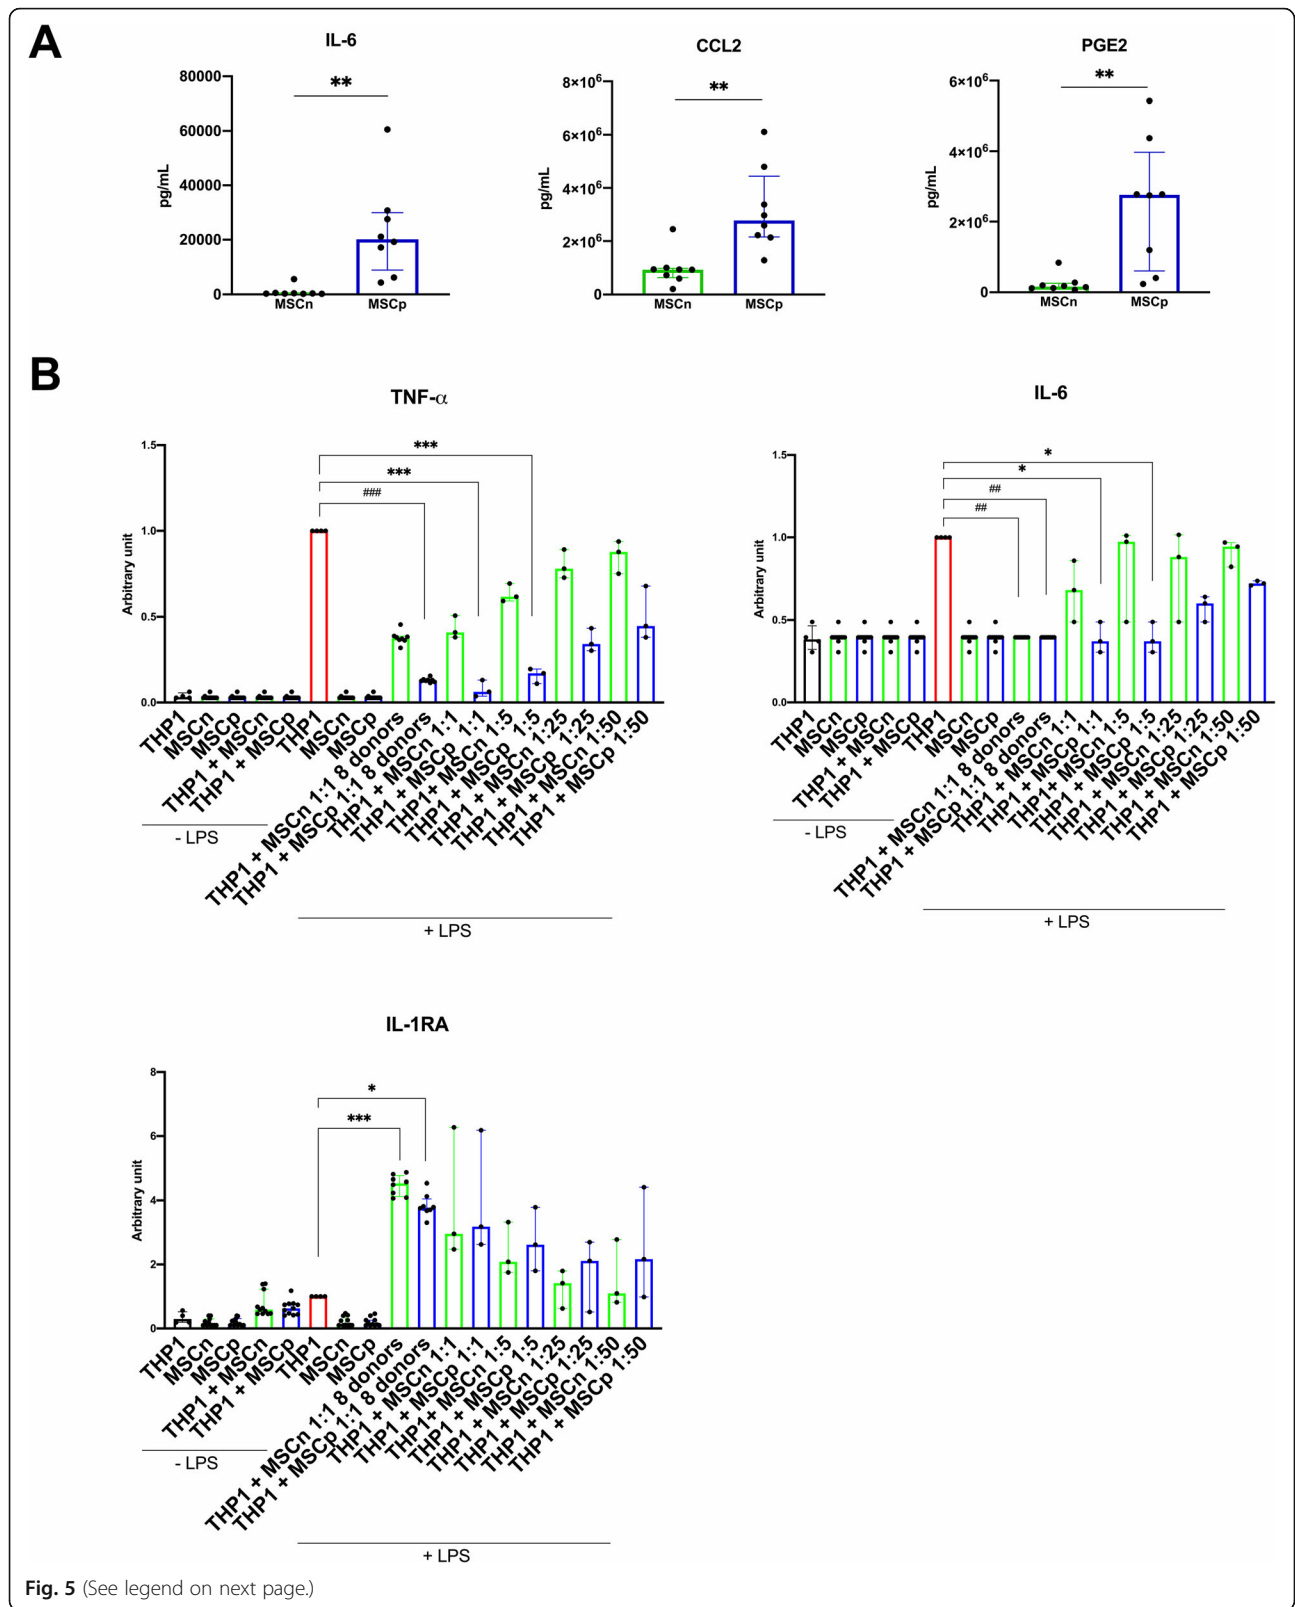 A
IL-6
**
80000
60000
40000
20000
0
pg/mL
MSCn
MSCp
CCL2
**
8×10⁶
6×10⁶
4×10⁶
2×10⁶
0
pg/mL
MSCn
MSCp
PGE2
**
6×10⁶
4×10⁶
2×10⁶
0
pg/mL
MSCn
MSCp
B
TNF-α
***
***
###
1.5
1.0
0.5
0.0
Arbitrary unit
THP1
MSCn
MSCp
THP1 + MSCn
THP1 + MSCp
THP1
MSCn
MSCp
THP1 + MSCn 1:1 8 donors
THP1 + MSCp 1:1 8 donors
THP1 + MSCn 1:1
THP1 + MSCp 1:1
THP1+ MSCn 1:5
THP1 + MSCp 1:5
THP1 + MSCn 1:25
THP1 + MSCp 1:25
THP1 + MSCn 1:50
THP1 + MSCp 1:50
- LPS
+ LPS
IL-6
*
*
##
##
1.5
1.0
0.5
0.0
Arbitrary unit
THP1
MSCn
MSCp
THP1 + MSCn
THP1 + MSCp
THP1
MSCn
MSCp
THP1 + MSCn 1:1 8 donors
THP1 + MSCp 1:1 8 donors
THP1 + MSCn 1:1
THP1 + MSCp 1:1
THP1+ MSCn 1:5
THP1 + MSCp 1:5
THP1 + MSCn 1:25
THP1 + MSCp 1:25
THP1 + MSCn 1:50
THP1 + MSCp 1:50
- LPS
+ LPS
IL-1RA
*
***
8
6
4
2
0
Arbitrary unit
THP1
MSCn
MSCp
THP1 + MSCn
THP1 + MSCp
THP1
MSCn
MSCp
THP1 + MSCn 1:1 8 donors
THP1 + MSCp 1:1 8 donors
THP1 + MSCn 1:1
THP1 + MSCp 1:1
THP1+ MSCn 1:5
THP1 + MSCp 1:5
THP1 + MSCn 1:25
THP1 + MSCp 1:25
THP1 + MSCn 1:50
THP1 + MSCp 1:50
- LPS
+ LPS
Fig. 5 (See legend on next page.)